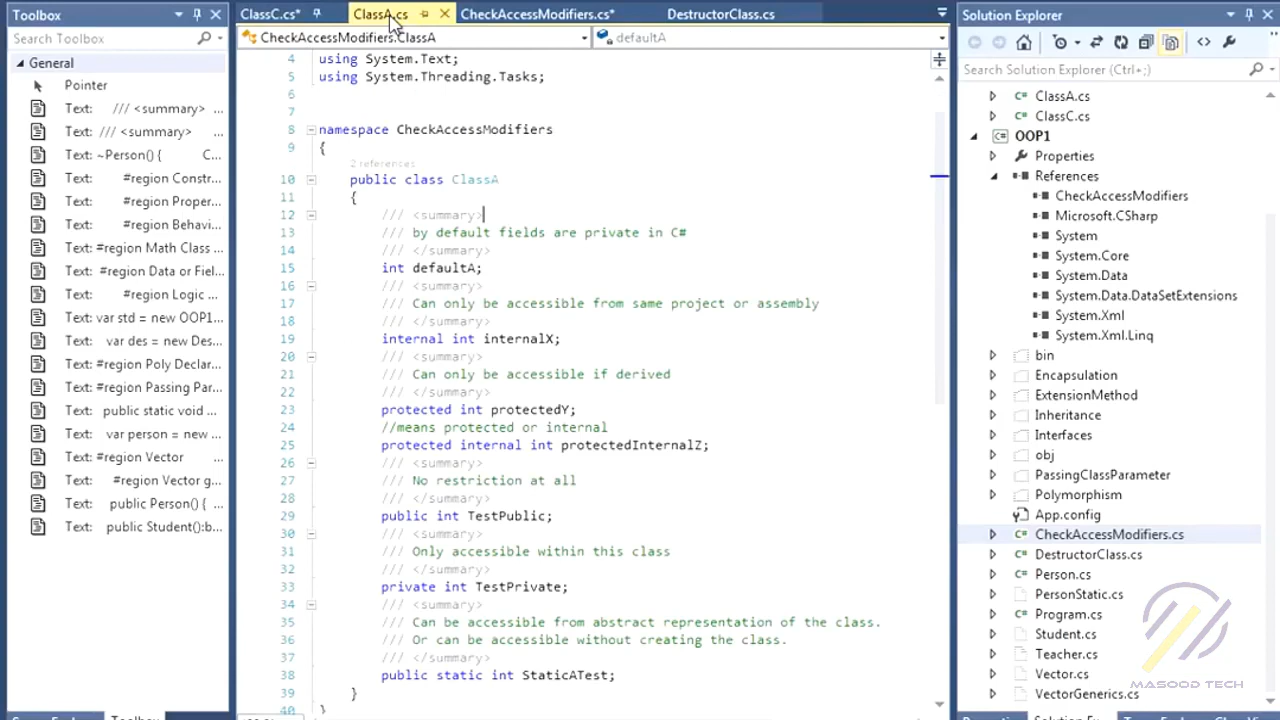 Toolbox
Search Toolbox
General
Pointer
Text: /// <summary> ...
Text: /// <summary> ...
Text: ~Person() { C...
Text: #region Constr...
Text: #region Proper...
Text: #region Behavi...
Text: #region Math Class ...
Text: #region Data or Fiel...
Text: #region Logic ...
Text: var std = new OOP1...
Text: var des = new Des...
Text: #region Poly Declar...
Text: #region Passing Par...
Text: public static void ...
Text: var person = new ...
Text: #region Vector
Text: #region Vector g...
Text: public Person() { ...
Text: public Student():b...
ClassC.cs* ClassA.cs CheckAccessModifiers.cs* DestructorClass.cs
CheckAccessModifiers.ClassA defaultA
4 using System.Text;
5 using System.Threading.Tasks;
6
7
8 namespace CheckAccessModifiers
9 {
2 references
10 public class ClassA
11 {
12 /// <summary>
13 /// by default fields are private in C#
14 /// </summary>
15 int defaultA;
16 /// <summary>
17 /// Can only be accessible from same project or assembly
18 /// </summary>
19 internal int internalX;
20 /// <summary>
21 /// Can only be accessible if derived
22 /// </summary>
23 protected int protectedY;
24 //means protected or internal
25 protected internal int protectedInternalZ;
26 /// <summary>
27 /// No restriction at all
28 /// </summary>
29 public int TestPublic;
30 /// <summary>
31 /// Only accessible within this class
32 /// </summary>
33 private int TestPrivate;
34 /// <summary>
35 /// Can be accessible from abstract representation of the class.
36 /// Or can be accessible without creating the class.
37 /// </summary>
38 public static int StaticATest;
39 }
40 }
Solution Explorer
Search Solution Explorer (Ctrl+;)
C# ClassA.cs
C# ClassC.cs
C# OOP1
Properties
References
CheckAccessModifiers
Microsoft.CSharp
System
System.Core
System.Data
System.Data.DataSetExtensions
System.Xml
System.Xml.Linq
bin
Encapsulation
ExtensionMethod
Inheritance
Interfaces
obj
PassingClassParameter
Polymorphism
App.config
C# CheckAccessModifiers.cs
C# DestructorClass.cs
C# Person.cs
PersonStatic.cs
C# Program.cs
Student.cs
Teacher.cs
Vector.cs
VectorGenerics.cs
MASOOD TECH